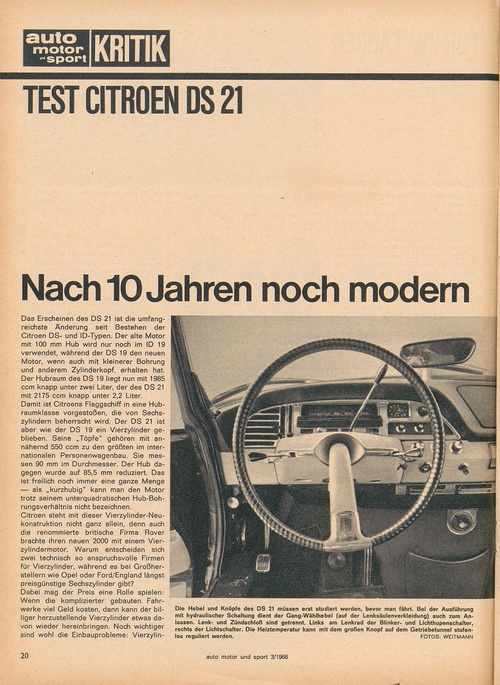 auto
motor
und sport
KRITIK
TEST CITROEN DS 21
Nach 10 Jahren noch modern
Das Erscheinen des DS 21 ist die umfang-
reichste Änderung seit Bestehen der
Citroen DS- und ID-Typen. Der alte Motor
mit 100 mm Hub wird nur noch im ID 19
verwendet, während der DS 19 den neuen
Motor, wenn auch mit kleinerer Bohrung
und anderem Zylinderkopf, erhalten hat.
Der Hubraum des DS 19 liegt nun mit 1985
ccm knapp unter zwei Liter, der des DS 21
mit 2175 ccm knapp unter 2,2 Liter.
Damit ist Citroens Flaggschiff in eine Hub-
raumklasse vorgestoßen, die von Sechs-
zylindern beherrscht wird. Der DS 21 ist
aber wie der DS 19 ein Vierzylinder ge-
blieben. Seine „Töpfe" gehören mit an-
nähernd 550 ccm zu den größten im inter-
nationalen Personenwagenbau. Sie mes-
sen 90 mm im Durchmesser. Der Hub da-
gegen wurde auf 85,5 mm reduziert. Das
ist freilich noch immer eine ganze Menge
— als „kurzhubig" kann man den Motor
trotz seinem unterquadratischen Hub-Boh-
rungsverhältnis nicht bezeichnen.
Citroen steht mit dieser Vierzylinder-Neu-
konstruktion nicht ganz allein, denn auch
die renommierte britische Firma Rover
brachte ihren neuen 2000 mit einem Vier-
zylindermotor. Warum entscheiden sich
zwei technisch so anspruchsvolle Firmen
für Vierzylinder, während es bei Großher-
stellern wie Opel oder Ford/England längst
preisgünstige Sechszylinder gibt?
Dabei mag der Preis eine Rolle spielen:
Wenn die komplizierter gebauten Fahr-
werke viel Geld kosten, dann kann der bil-
liger herzustellende Vierzylinder etwas da-
von wieder hereinbringen. Noch wichtiger
sind wohl die Einbauprobleme: Vierzylin-
Die Hebel und Knöpfe des DS 21 müssen erst studiert werden, bevor man fährt. Bei der Ausführung
mit hydraulischer Schaltung dient der Gang-Wählhebel (auf der Lenksäulenverkleidung) auch zum An-
lassen. Lenk- und Zündschloß sind getrennt. Links am Lenkrad der Blinker- und Lichthupenschalter,
rechts der Lichtschalter. Die Heiztemperatur kann mit dem großen Knopf auf dem Getriebetunnel stufen-
los reguliert werden.
FOTOS: WEITMANN
20
auto motor und sport 3/1966